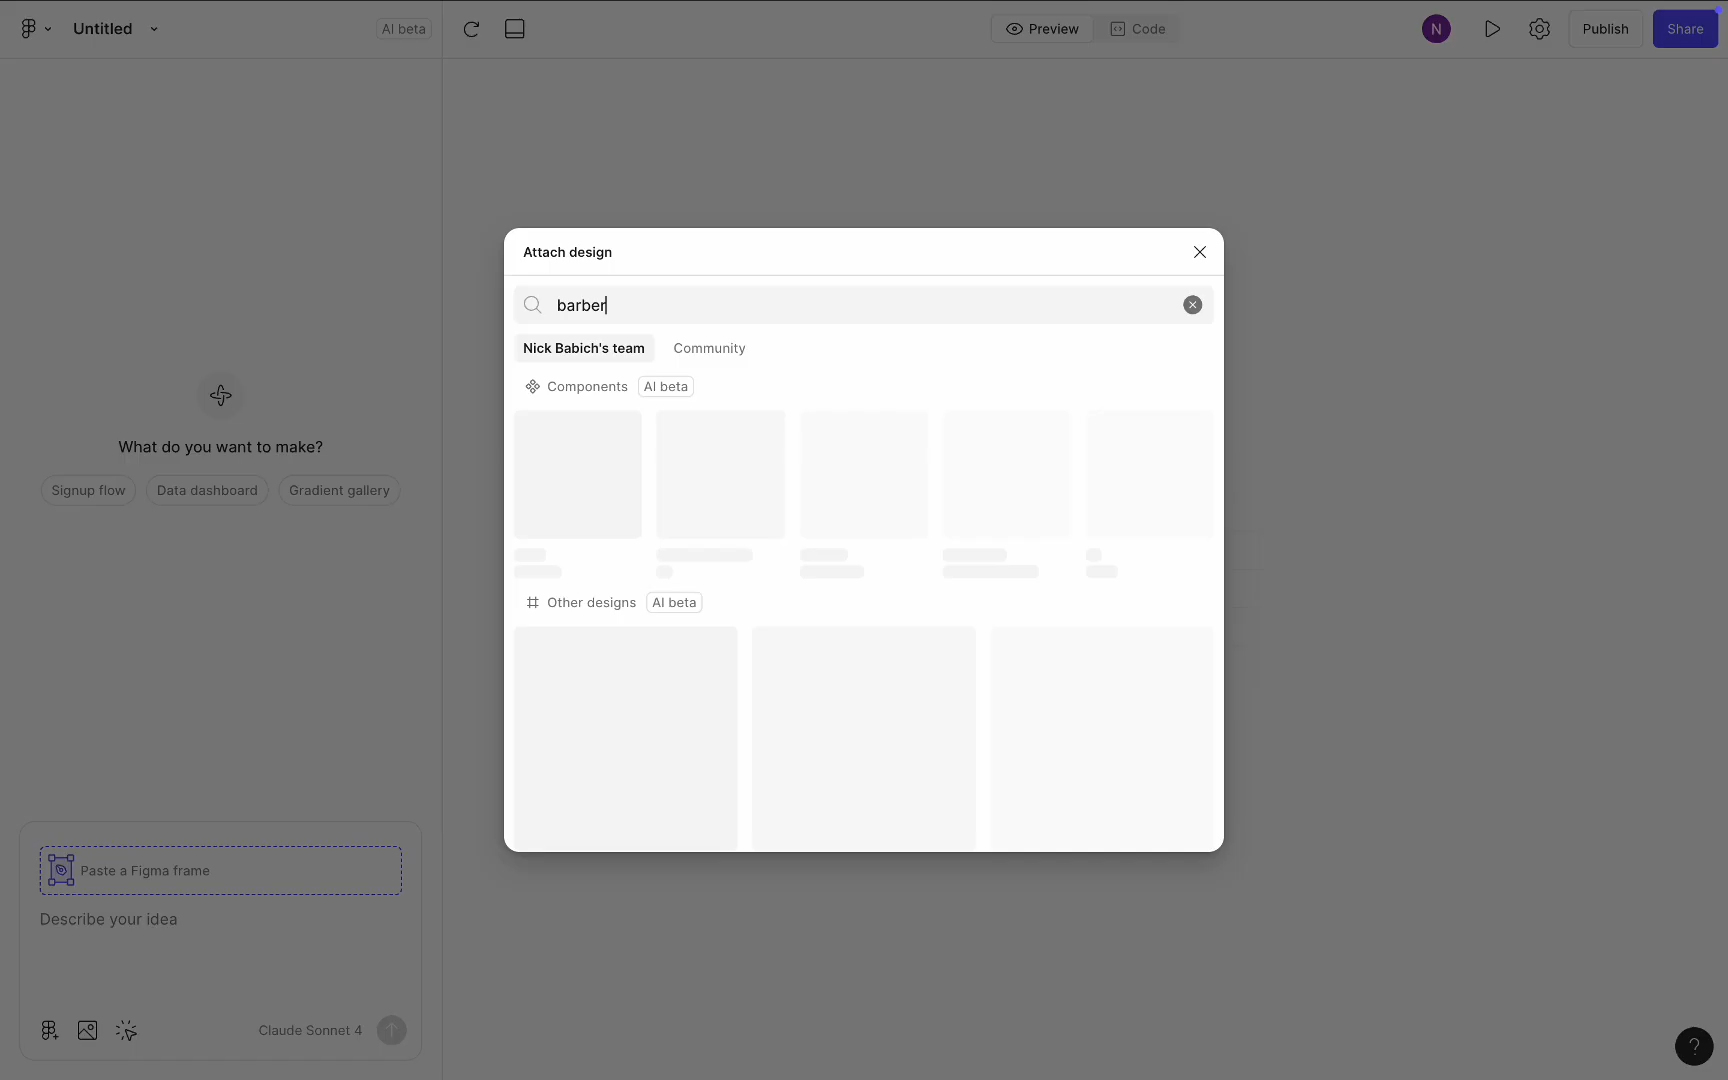 Untitled
AI beta
Preview
Code
N
Publish
Share
Attach design
barber
Nick Babich's team
Community
Components
AI beta
What do you want to make?
Signup flow
Data dashboard
Gradient gallery
Other designs
AI beta
Paste a Figma frame
Describe your idea
Claude Sonnet 4
?